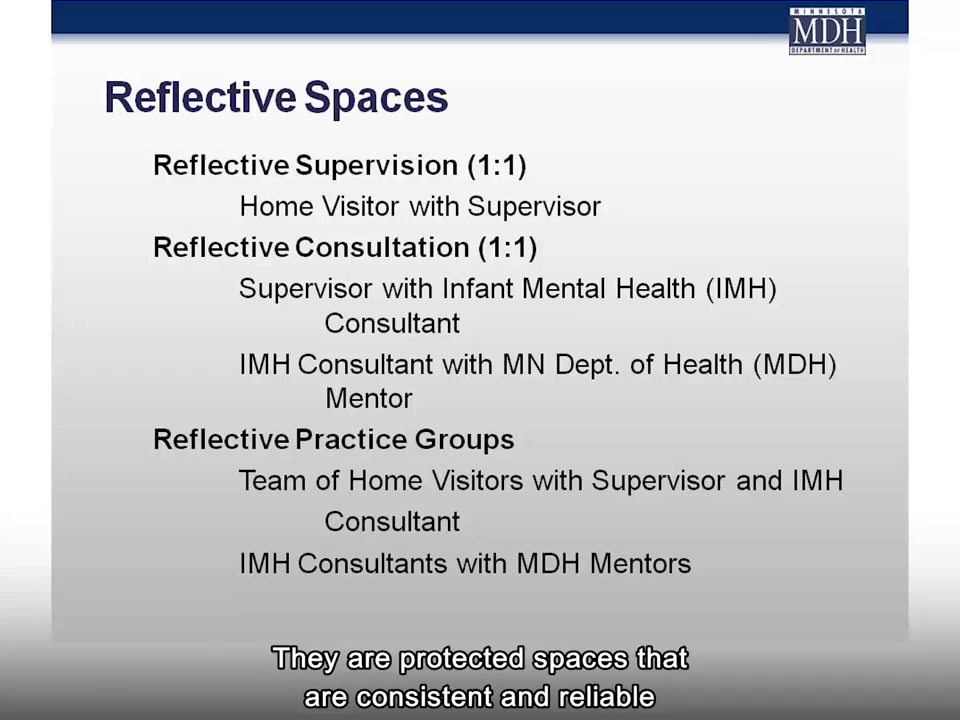 MINNESOTA
MDH
DEPARTMENT OF HEALTH
Reflective Spaces
Reflective Supervision (1:1)
Home Visitor with Supervisor
Reflective Consultation (1:1)
Supervisor with Infant Mental Health (IMH)
Consultant
IMH Consultant with MN Dept. of Health (MDH)
Mentor
Reflective Practice Groups
Team of Home Visitors with Supervisor and IMH
Consultant
IMH Consultants with MDH Mentors
They are protected spaces that
are consistent and reliable